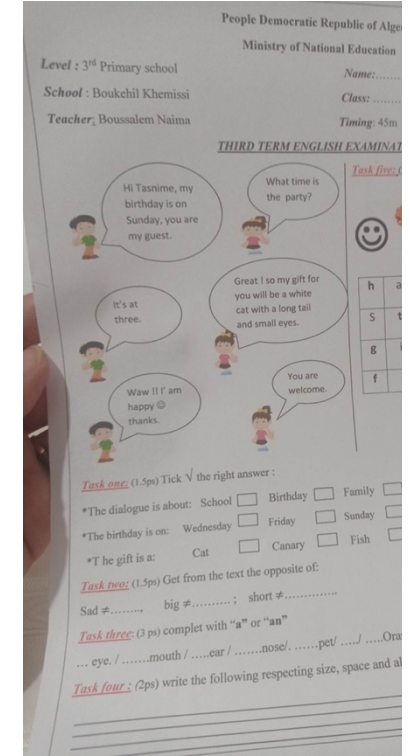 People Democratic Republic of Alge
Ministry of National Education
Level : 3rd Primary school
Name:......
School : Boukehil Khemissi
Class: ........
Teacher: Boussalem Naima
Timing: 45m
THIRD TERM ENGLISH EXAMINAT
Hi Tasnime, my
birthday is on
Sunday, you are
my guest.
What time is
the party?
It's at
three.
Great ! so my gift for
you will be a white
cat with a long tail
and small eyes.
Waw !! I' am
happy ☺
thanks.
You are
welcome.
Task five:
h a
S t
g
f
Task one: (1.5ps) Tick √ the right answer :
*The dialogue is about: School Birthday Family
*The birthday is on: Wednesday Friday Sunday
*T he gift is a: Cat Canary Fish
Task two: (1.5ps) Get from the text the opposite of:
Sad ≠........, big ≠.......... ; short ≠..............
Task three: (3 ps) complet with “a” or “an”
... eye. / .......mouth / .....ear / .......nose/. ......pet/ ...../ .....Ora
Task four : (2ps) write the following respecting size, space and al